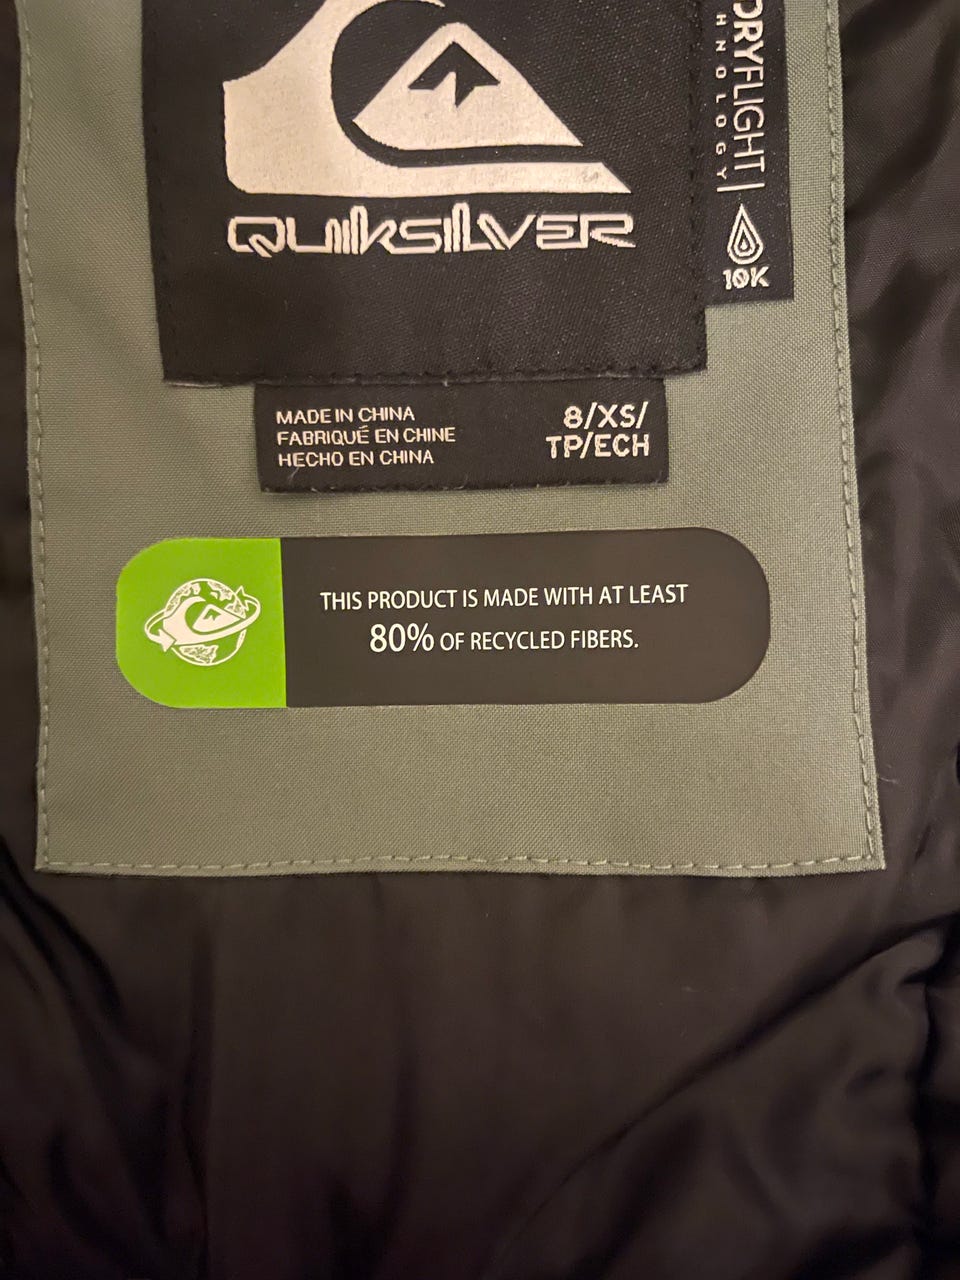 QUIKSILVER
DRYFLIGHT
10K
MADE IN CHINA
FABRIQUÉ EN CHINE
HECHO EN CHINA
8/XS/
TP/ECH
THIS PRODUCT IS MADE WITH AT LEAST
80% OF RECYCLED FIBERS.